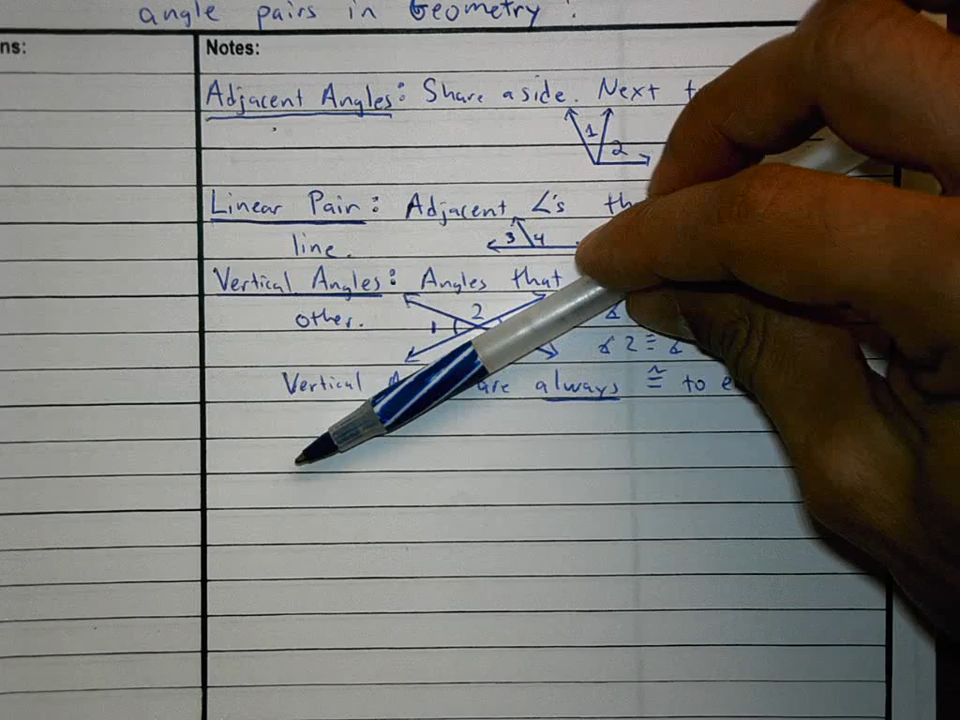 angle pairs in Geometry.
ns:
Notes:
Adjacent Angles: Share a side. Next
1
2
Linear Pair: Adjacent ∠'s
line.
3 4
Vertical Angles: Angles that
other.
1
2
∡
∡ 2 ≅ ∡
Vertical are always ≅ to